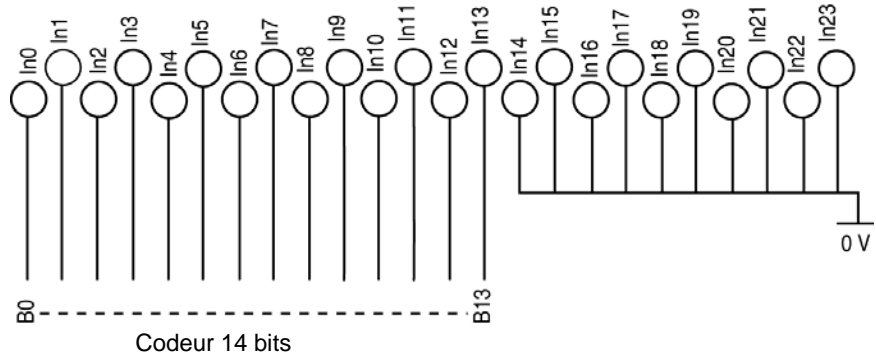 In0 In1 In2 In3 In4 In5 In6 In7 In8 In9 In10 In11 In12 In13 In14 In15 In16 In17 In18 In19 In20 In21 In22 In23
0 V
B0 B13
Codeur 14 bits